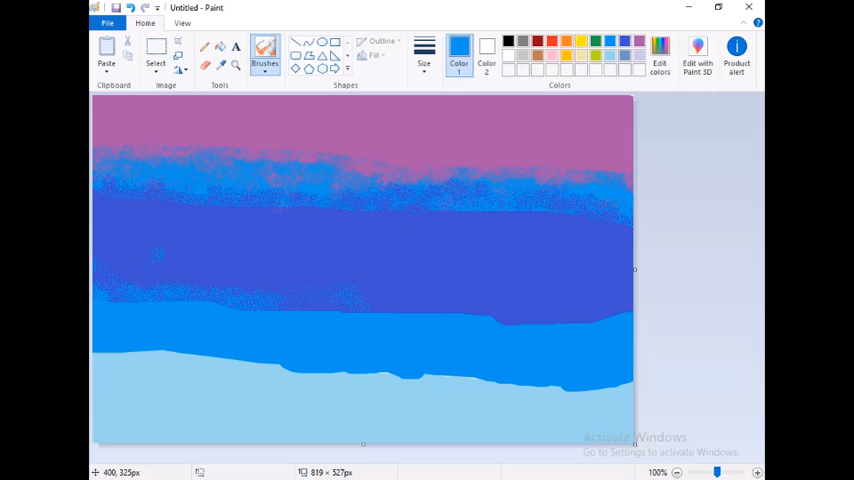 Untitled - Paint
File
Home
View
Paste
Clipboard
Select
Image
A
Tools
Brushes
Outline
Fill
Shapes
Size
Color 1
Color 2
Colors
Edit colors
Edit with Paint 3D
Product alert
Activate Windows
Go to Settings to activate Windows.
400, 325px
819 × 527px
100%